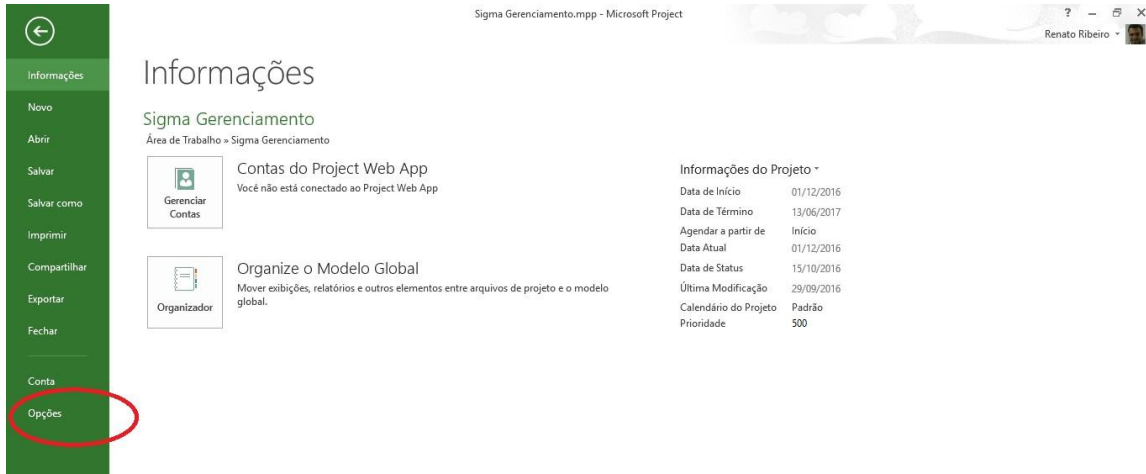 Sigma Gerenciamento.mpp - Microsoft Project
?
Renato Ribeiro
Informações
Novo
Abrir
Salvar
Salvar como
Imprimir
Compartilhar
Exportar
Fechar
Conta
Opções
Informações
Sigma Gerenciamento
Área de Trabalho » Sigma Gerenciamento
Gerenciar
Contas
Contas do Project Web App
Você não está conectado ao Project Web App
Organizador
Organize o Modelo Global
Mover exibições, relatórios e outros elementos entre arquivos de projeto e o modelo
global.
Informações do Projeto
Data de Início 01/12/2016
Data de Término 13/06/2017
Agendar a partir de Início
Data Atual 01/12/2016
Data de Status 15/10/2016
Última Modificação 29/09/2016
Calendário do Projeto Padrão
Prioridade 500